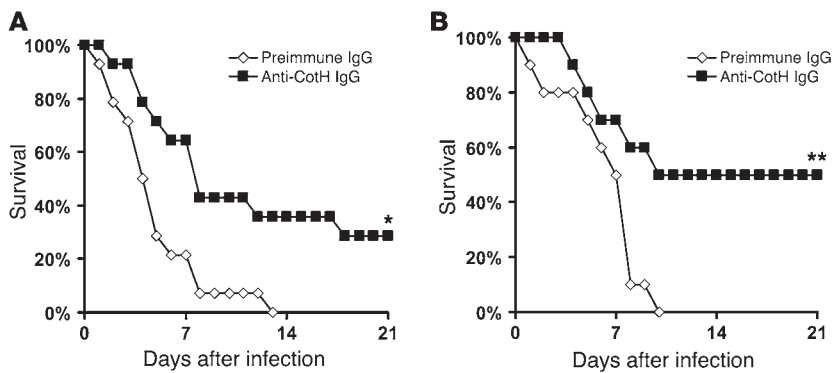 A
100%
80%
60%
40%
20%
0%
Survival
Preimmune IgG
Anti-CotH IgG
*
0 7 14 21
Days after infection
B
100%
80%
60%
40%
20%
0%
Survival
Preimmune IgG
Anti-CotH IgG
**
0 7 14 21
Days after infection